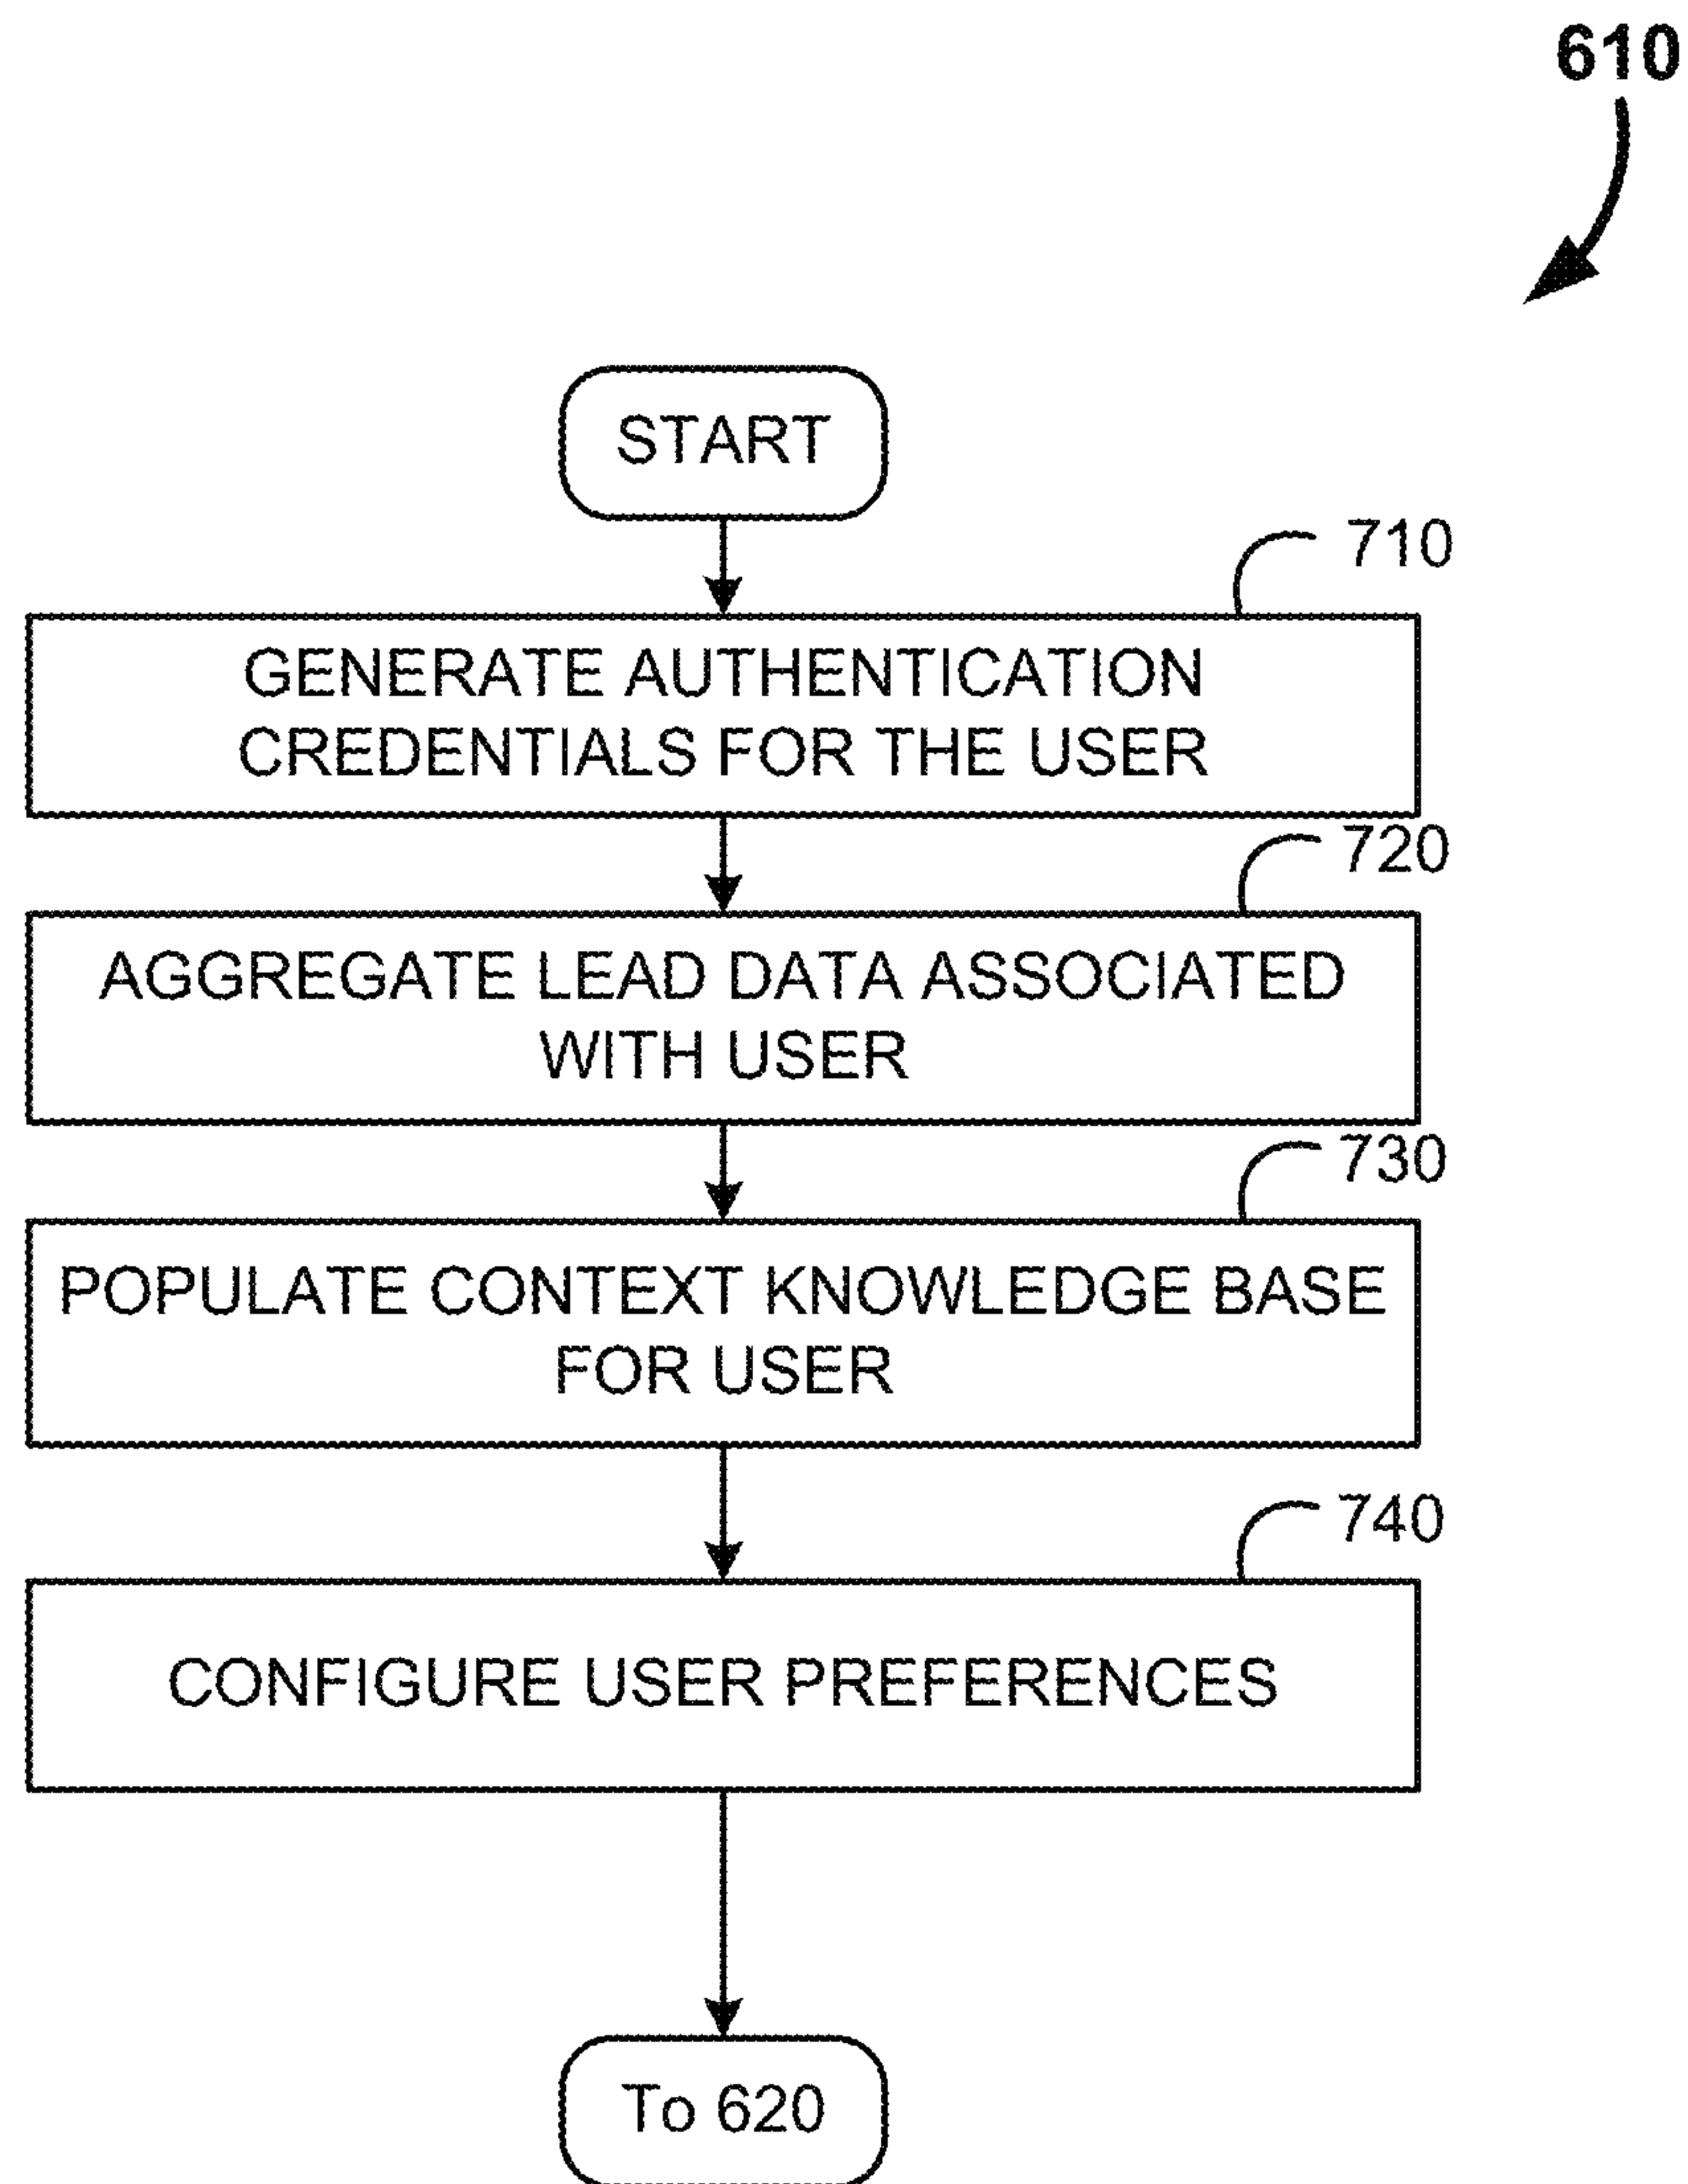 610
START
710
GENERATE AUTHENTICATION
CREDENTIALS FOR THE USER
720
AGGREGATE LEAD DATA ASSOCIATED
WITH USER
730
POPULATE CONTEXT KNOWLEDGE BASE
FOR USER
740
CONFIGURE USER PREFERENCES
To 620